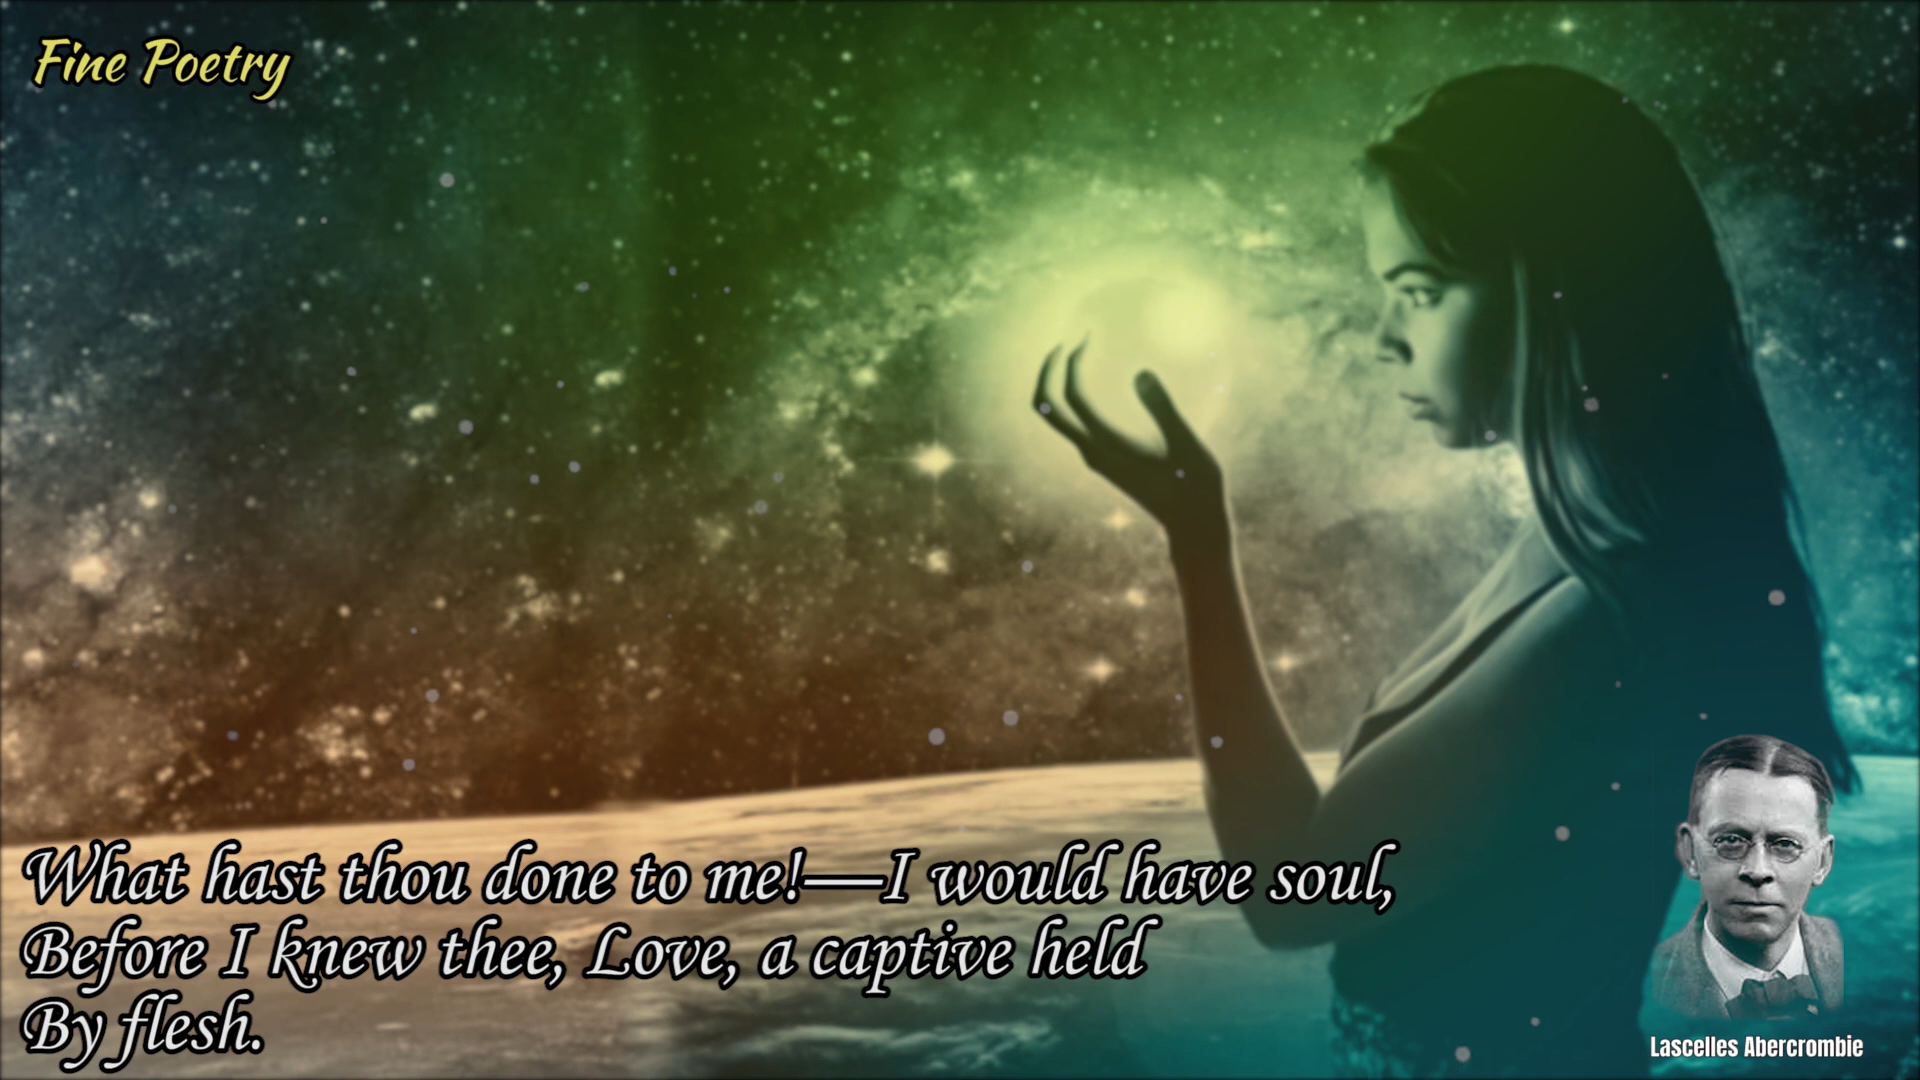 Fine Poetry
What hast thou done to me!—I would have soul,
Before I knew thee, Love, a captive held
By flesh.
Lascelles Abercrombie